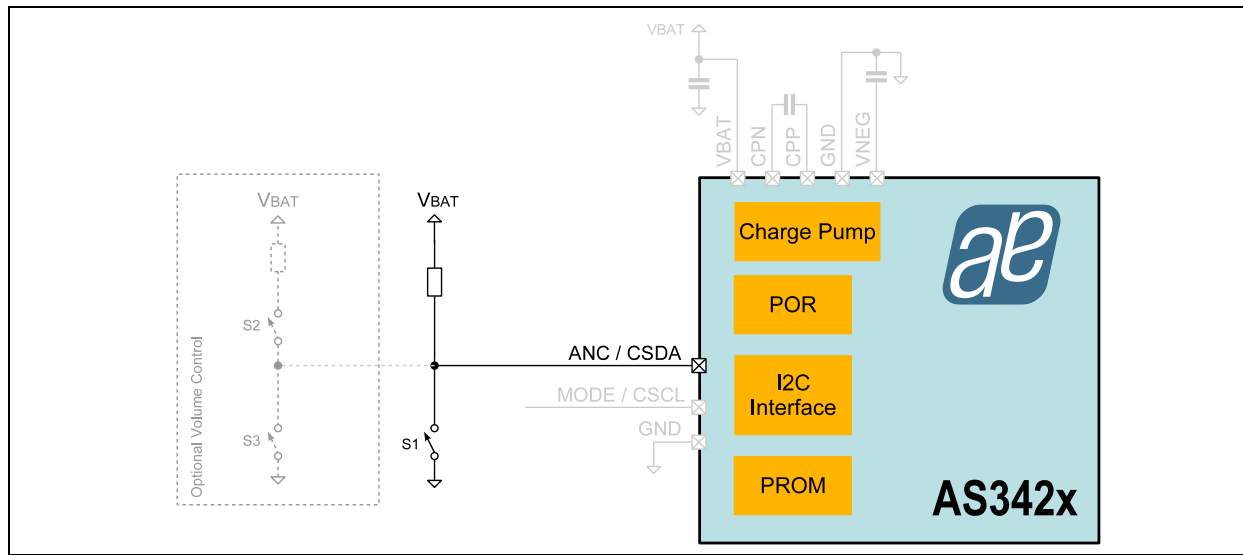 VBAT
VBAT
CPN
CPP
GND
VNEG
VBAT
VBAT
Charge Pump
POR
S2
ANC / CSDA
I2C
Interface
MODE / CSCL
GND
S3
S1
Optional Volume Control
PROM
AS342x